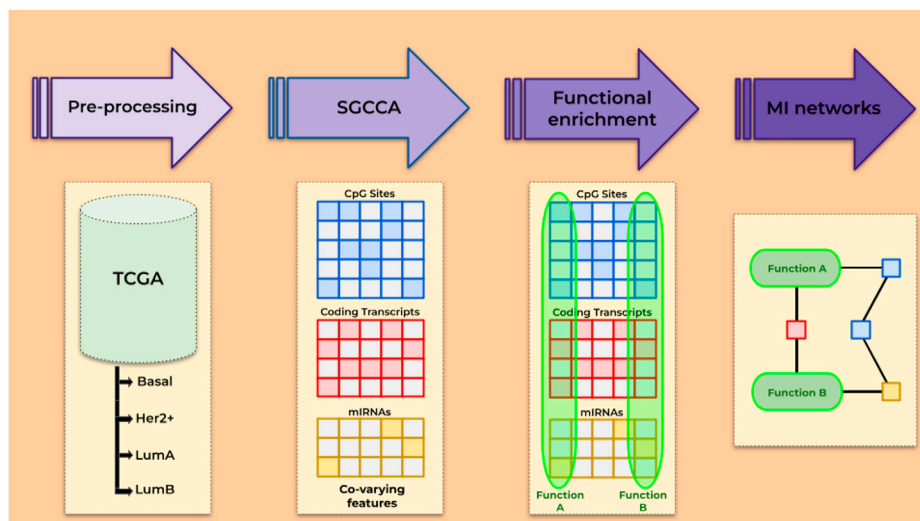 Pre-processing
SGCCA
Functional
enrichment
MI networks
TCGA
Basal
Her2+
LumA
LumB
CpG Sites
Coding Transcripts
mIRNAs
Co-varying
features
CpG Sites
Coding Transcripts
mIRNAs
Function
A
Function
B
Function A
Function B